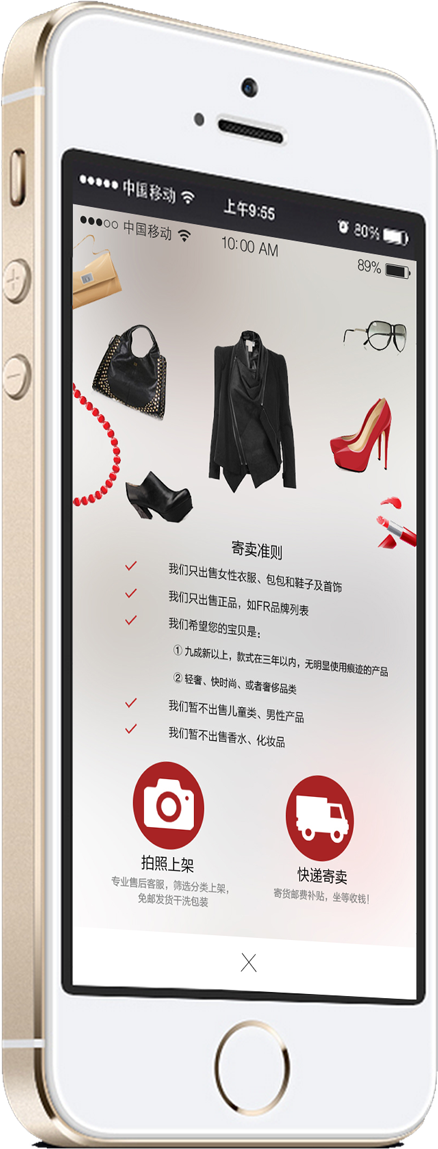 中国移动
上午9:55
80%
中国移动
10:00 AM
89%
寄卖准则
我们只出售女性衣服、包包和鞋子及首饰
我们只出售正品，如FR品牌列表
我们希望您的宝贝是：
① 九成新以上，款式在三年以内，无明显使用痕迹的产品
② 轻奢、快时尚、或者奢侈品类
我们暂不出售儿童类、男性产品
我们暂不出售香水、化妆品
拍照上架
专业售后客服，筛选分类上架，
免邮发货干洗包装
快递寄卖
寄货邮费补贴，坐等收钱！